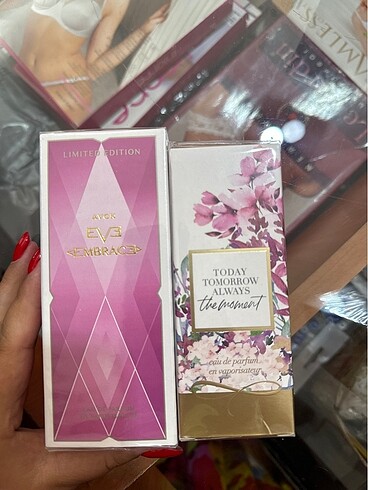 LIMITED EDITION
AVON
EVE
EMBRACE
TODAY
TOMORROW
ALWAYS
the moment
eau de parfum
en vaporisateur